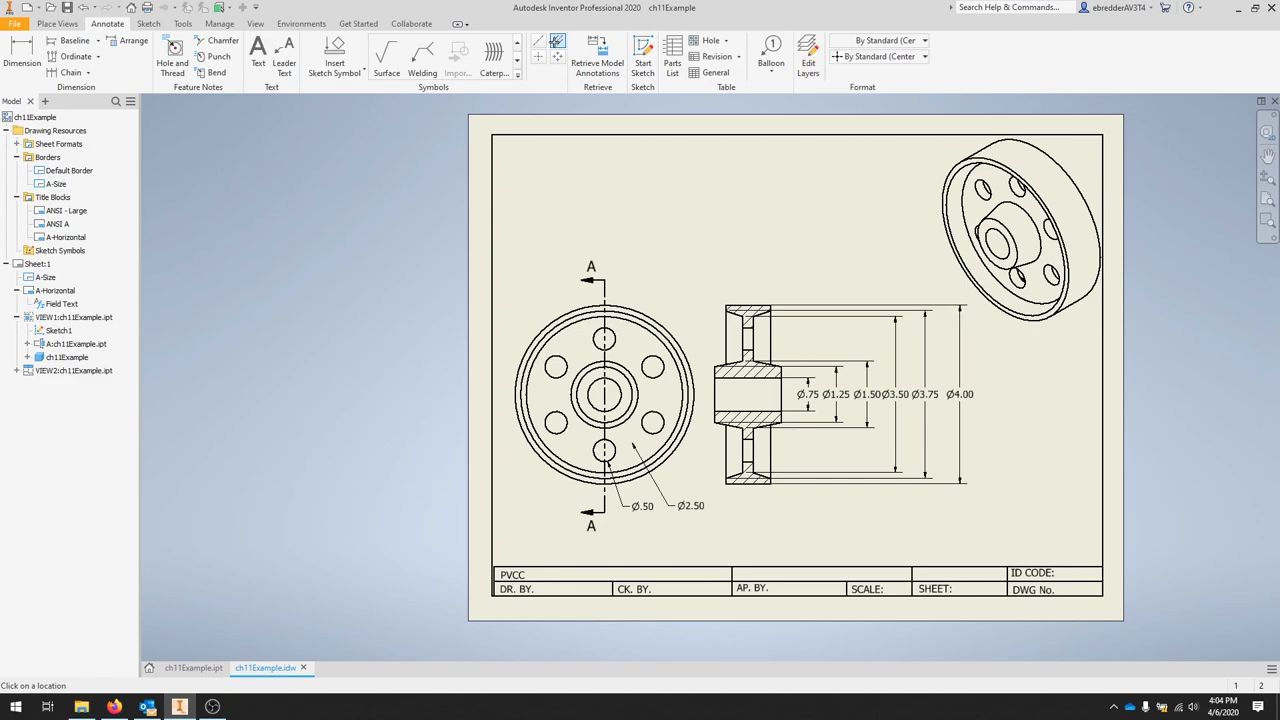 Autodesk Inventor Professional 2020 ch11Example
Search Help & Commands...
ebredderAV3T4
File Place Views Annotate Sketch Tools Manage View Environments Get Started Collaborate
Dimension
Baseline
Ordinate
Chain
Arrange
Dimension
Hole and Thread
Chamfer
Punch
Bend
Feature Notes
Text
Leader Text
Text
Insert Sketch Symbol
Surface
Welding
Impor...
Caterp...
Symbols
Retrieve Model Annotations
Retrieve
Start Sketch
Sketch
Parts List
Hole
Revision
General
Table
Balloon
Edit Layers
By Standard (Cer
By Standard (Center
Format
Model
ch11Example
Drawing Resources
Sheet Formats
Borders
Default Border
A-Size
Title Blocks
ANSI - Large
ANSI A
A-Horizontal
Sketch Symbols
Sheet:1
A-Size
A-Horizontal
Field Text
VIEW1:ch11Example.ipt
Sketch1
A:ch11Example.ipt
ch11Example
VIEW2:ch11Example.ipt
A
Ø.75 Ø1.25 Ø1.50 Ø3.50 Ø3.75 Ø4.00
Ø.50 Ø2.50
A
PVCC ID CODE:
DR. BY. CK. BY. AP. BY. SCALE: SHEET: DWG No.
ch11Example.ipt ch11Example.idw
Click on a location 1 2
4:04 PM
4/6/2020